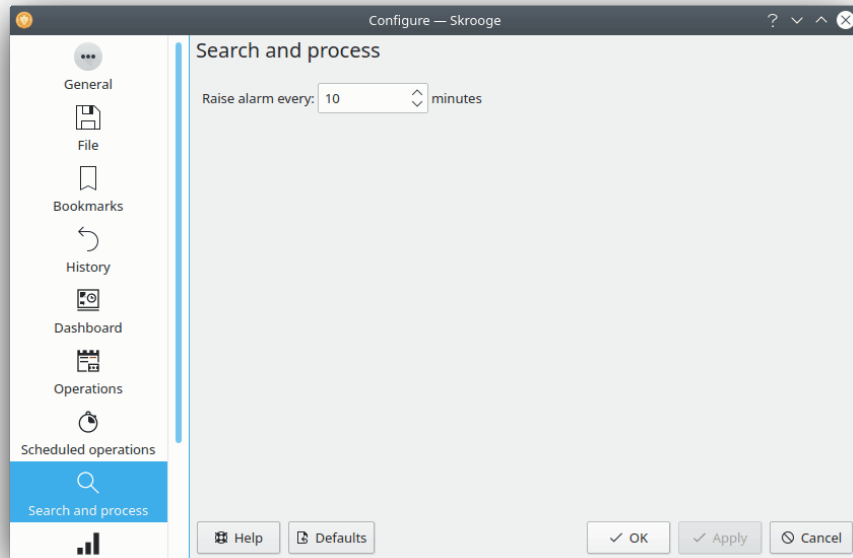 Configure — Skrooge
General
File
Bookmarks
History
Dashboard
Operations
Scheduled operations
Search and process
Search and process
Raise alarm every: 10 minutes
Help
Defaults
OK
Apply
Cancel